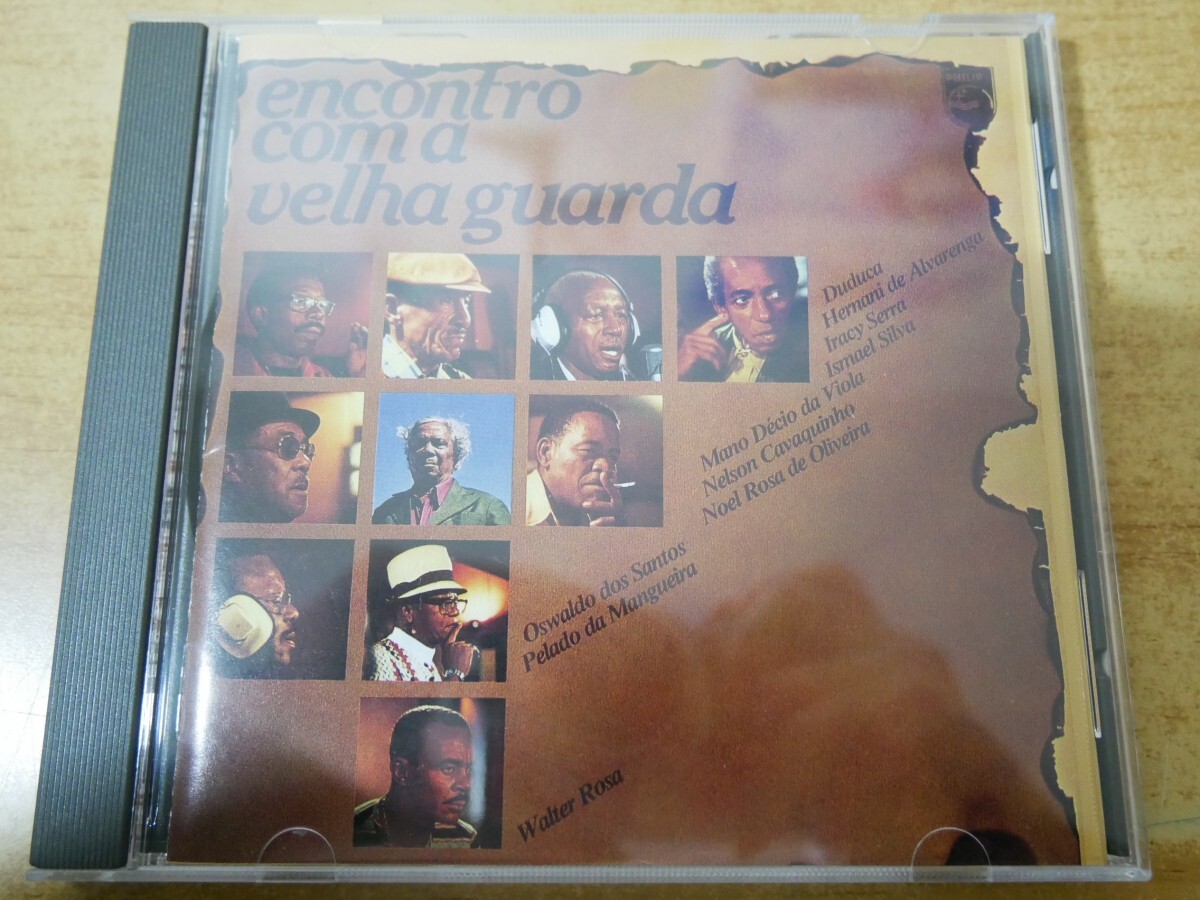 encontro
com a
velha guarda
PHILIPS
Duduca
Hernani de Alvarenga
Iracy Serra
Ismael Silva
Mano Décio da Viola
Nelson Cavaquinho
Noel Rosa de Oliveira
Oswaldo dos Santos
Pelado da Mangueira
Walter Rosa